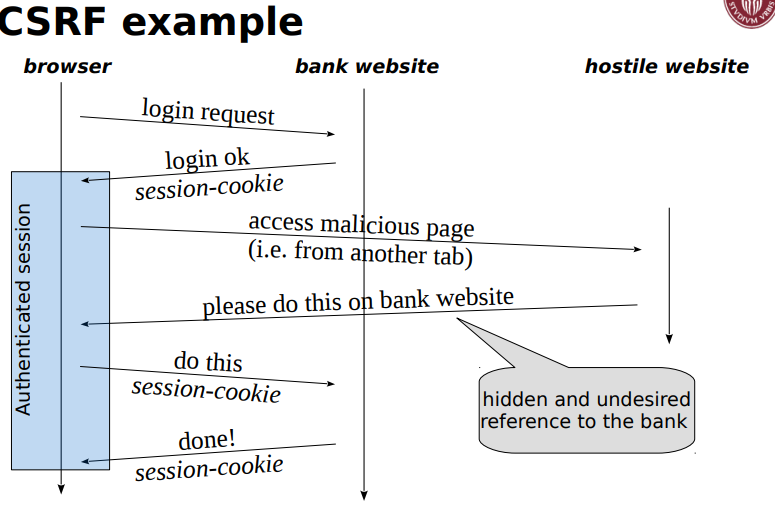 CSRF example
browser
bank website
hostile website
login request
login ok
session-cookie
access malicious page
(i.e. from another tab)
please do this on bank website
do this
session-cookie
done!
session-cookie
Authenticated session
hidden and undesired
reference to the bank
STVDIVM VRBIS